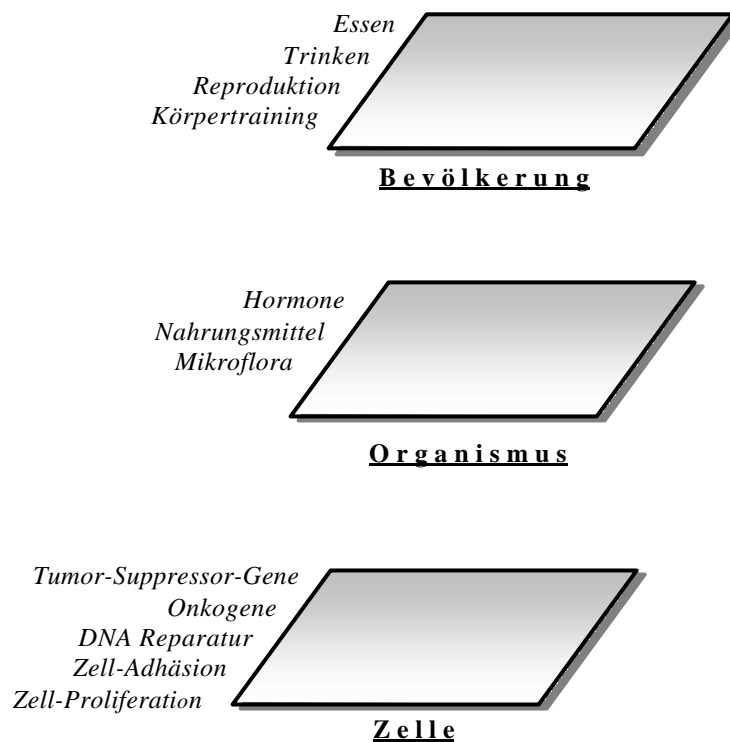 Essen
Trinken
Reproduktion
Körpertraining
Bevölkerung
Hormone
Nahrungsmittel
Mikroflora
Organismus
Tumor-Suppressor-Gene
Onkogene
DNA Reparatur
Zell-Adhäsion
Zell-Proliferation
Zelle